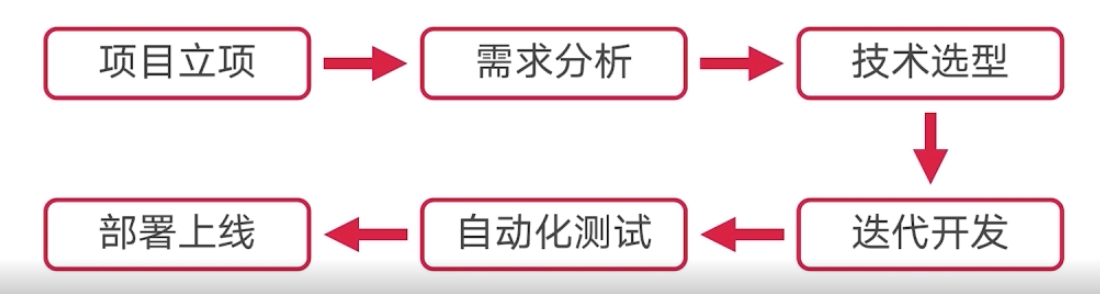 项目立项
需求分析
技术选型
部署上线
自动化测试
迭代开发